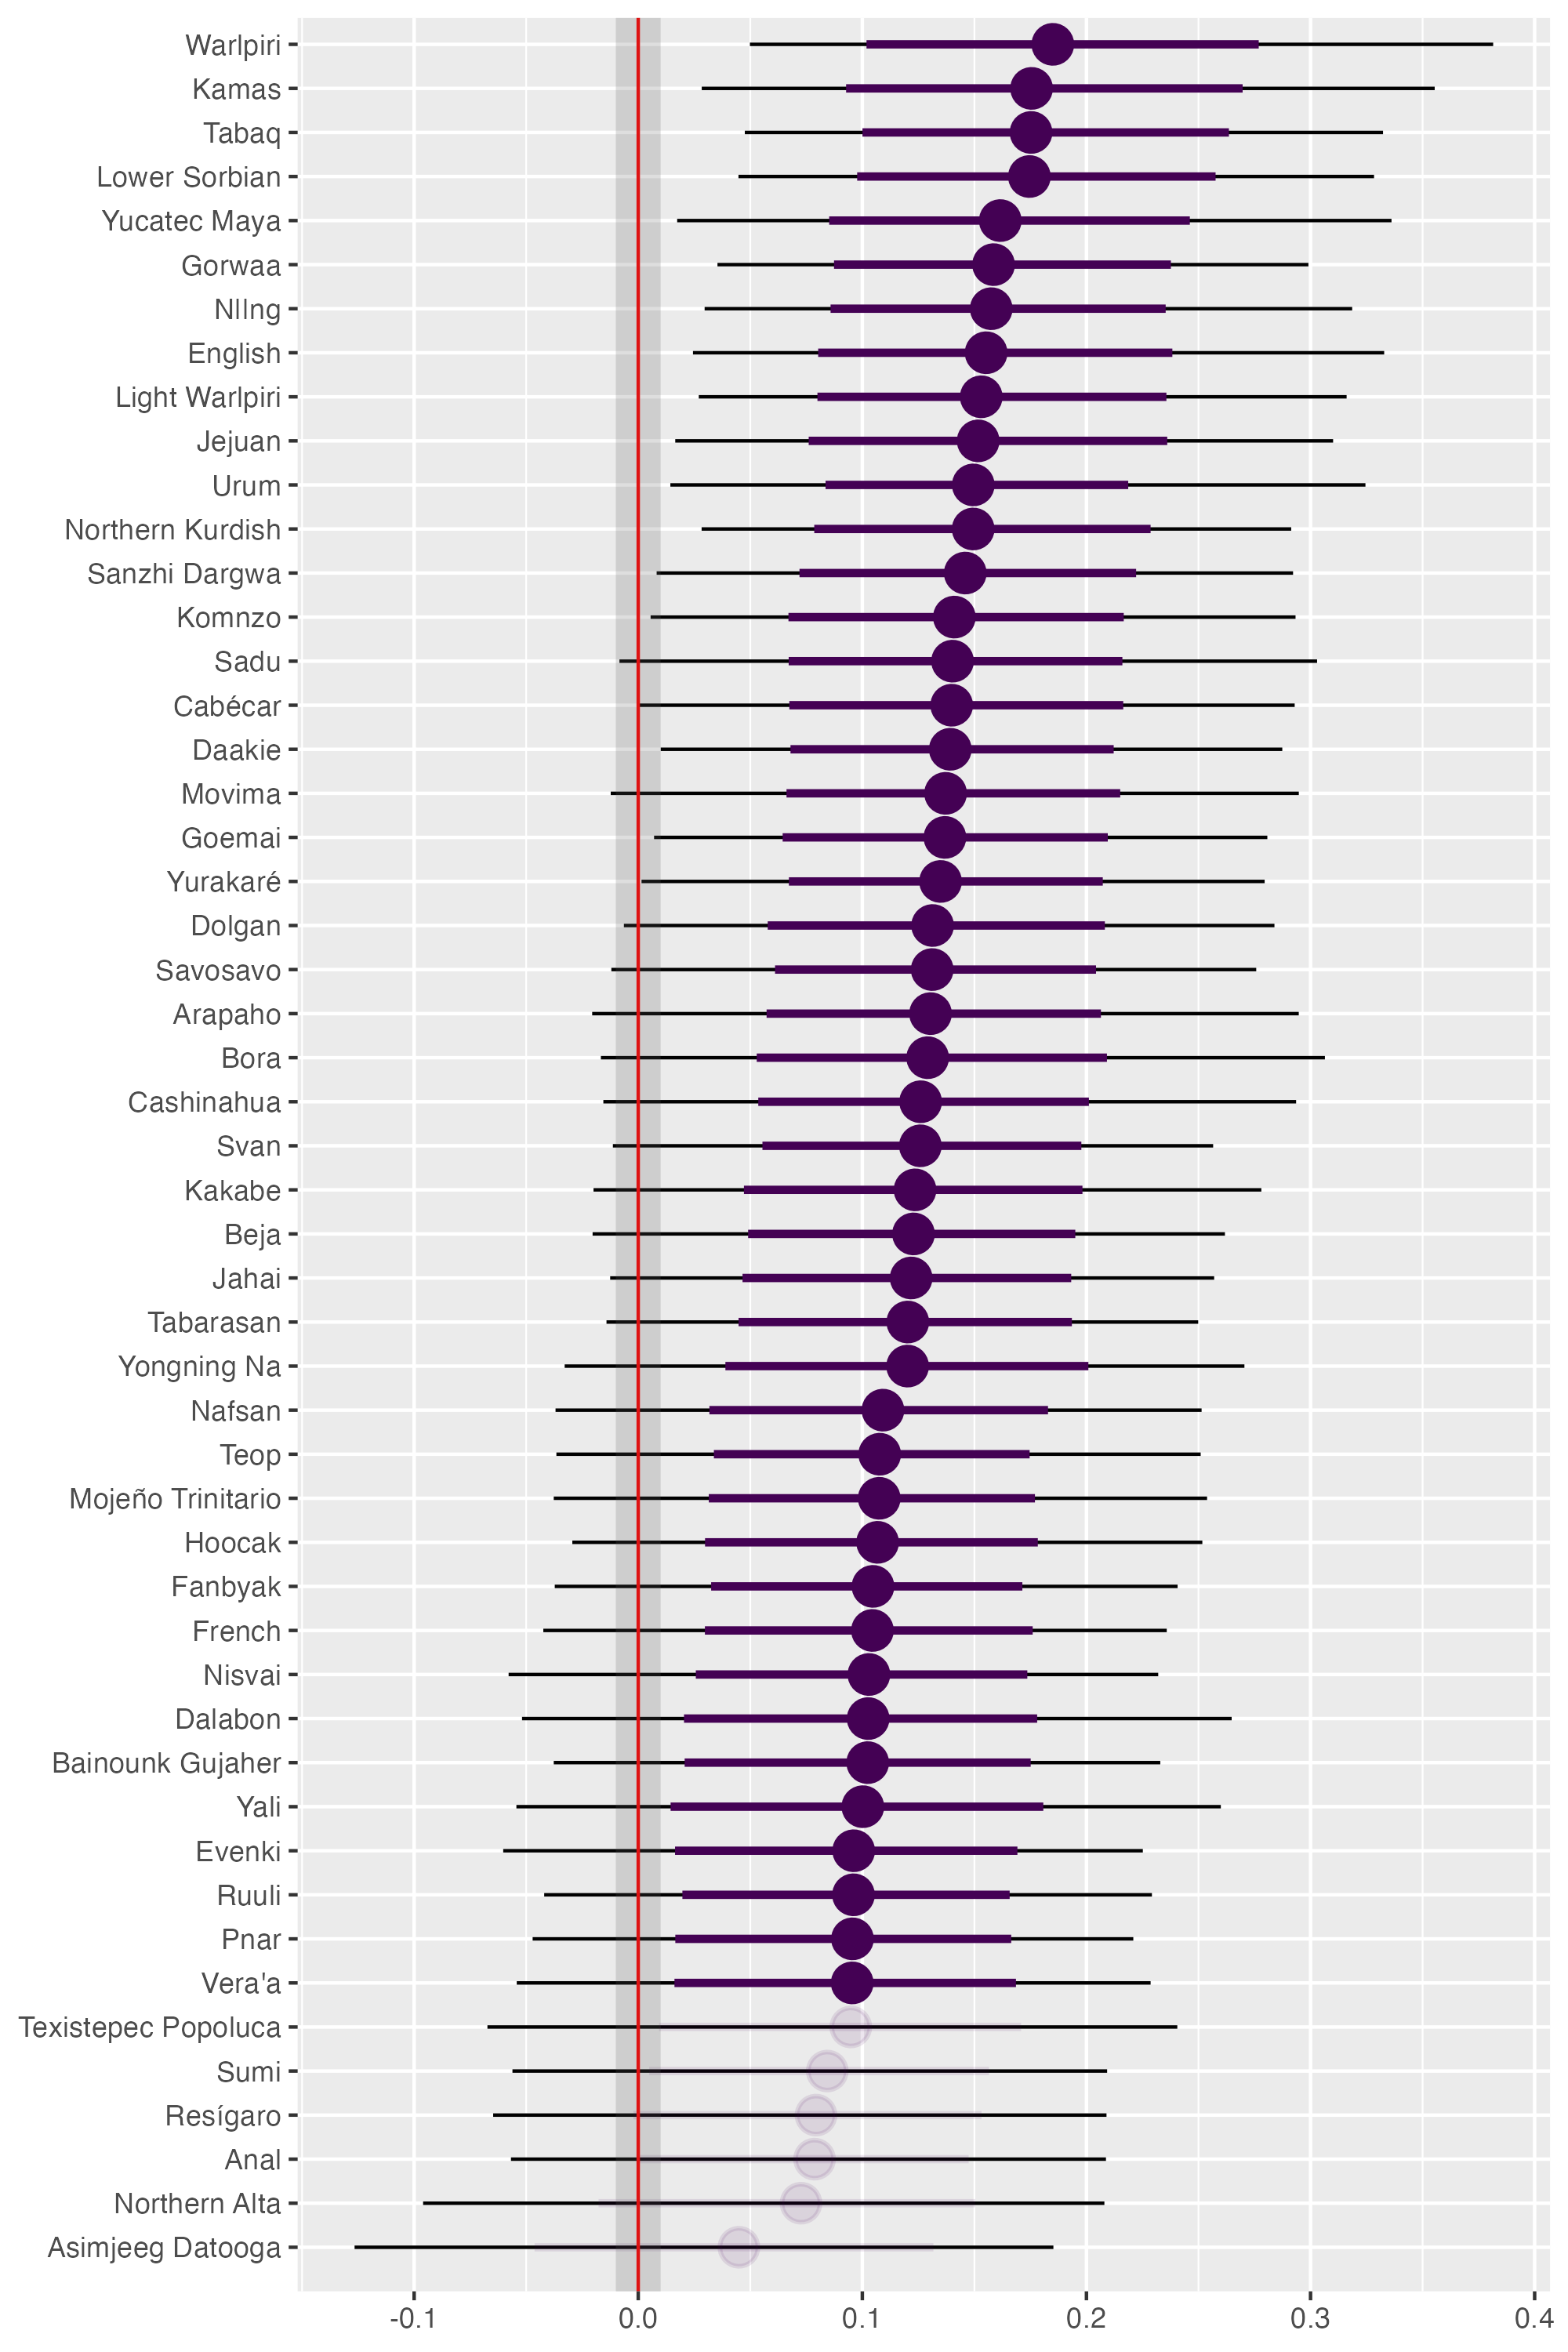 Warlpiri
Kamas
Tabaq
Lower Sorbian
Yucatec Maya
Gorwaa
Nllng
English
Light Warlpiri
Jejuan
Urum
Northern Kurdish
Sanzhi Dargwa
Komnzo
Sadu
Cabécar
Daakie
Movima
Goemai
Yurakaré
Dolgan
Savosavo
Arapaho
Bora
Cashinahua
Svan
Kakabe
Beja
Jahai
Tabarasan
Yongning Na
Nafsan
Teop
Mojeño Trinitario
Hoocak
Fanbyak
French
Nisvai
Dalabon
Bainounk Gujaher
Yali
Evenki
Ruuli
Pnar
Vera'a
Texistepec Popoluca
Sumi
Resígaro
Anal
Northern Alta
Asimjeeg Datooga
-0.1 0.0 0.1 0.2 0.3 0.4